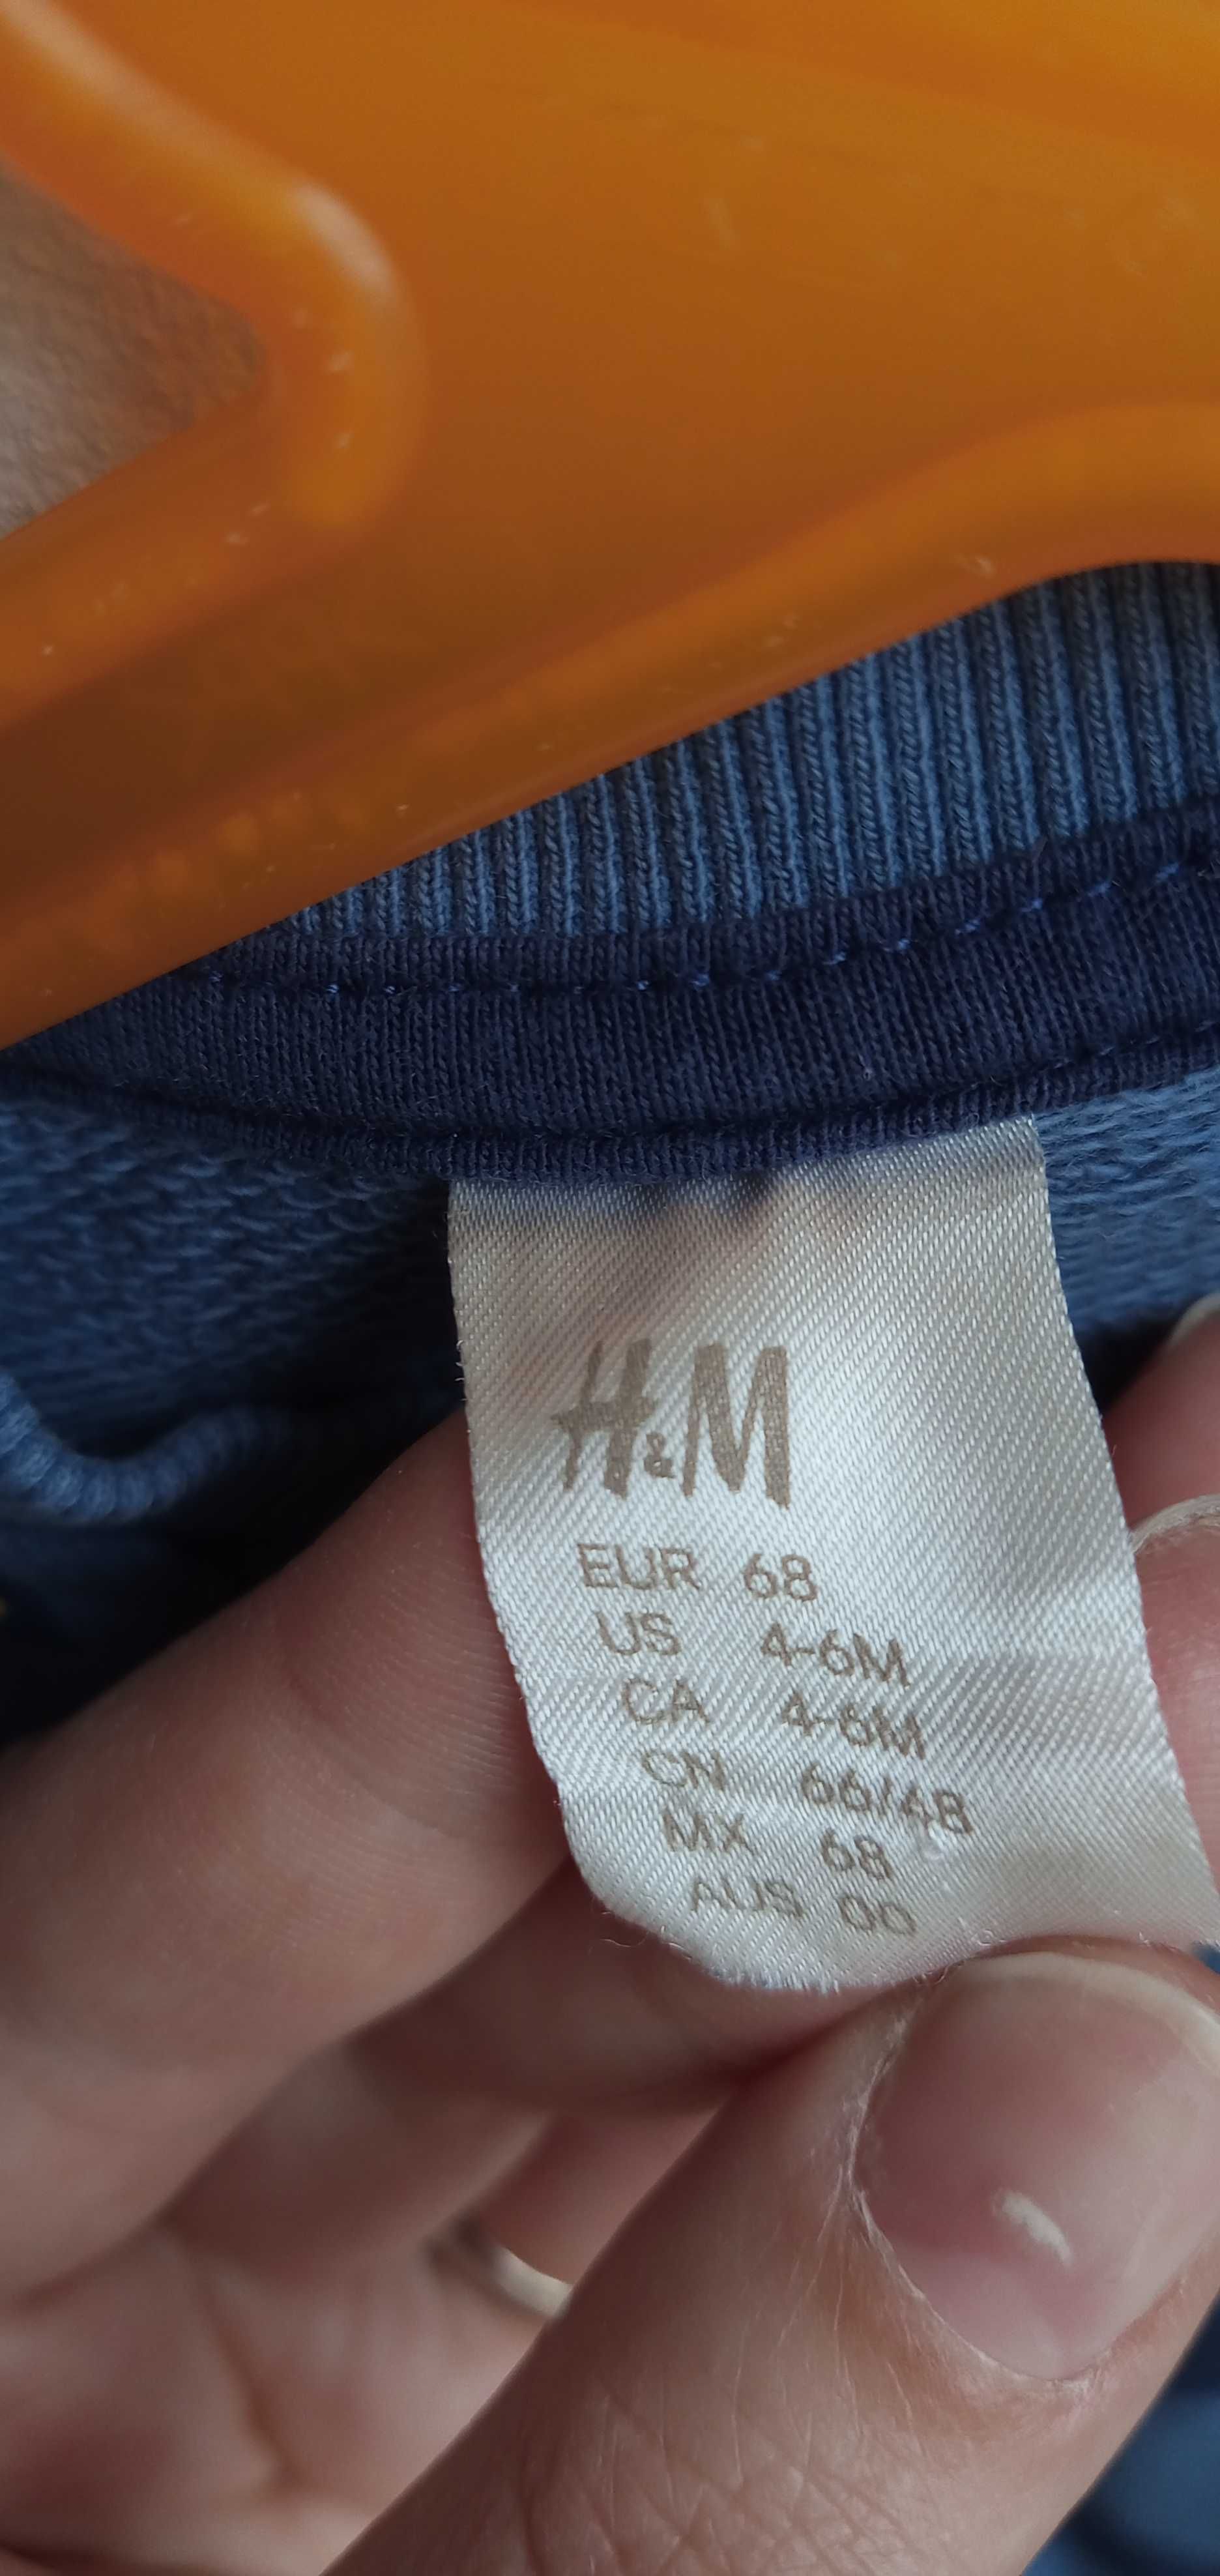 H&M
EUR 68
US 4-6M
CA 4-6M
CN 66/48
MX 68
AUS 00